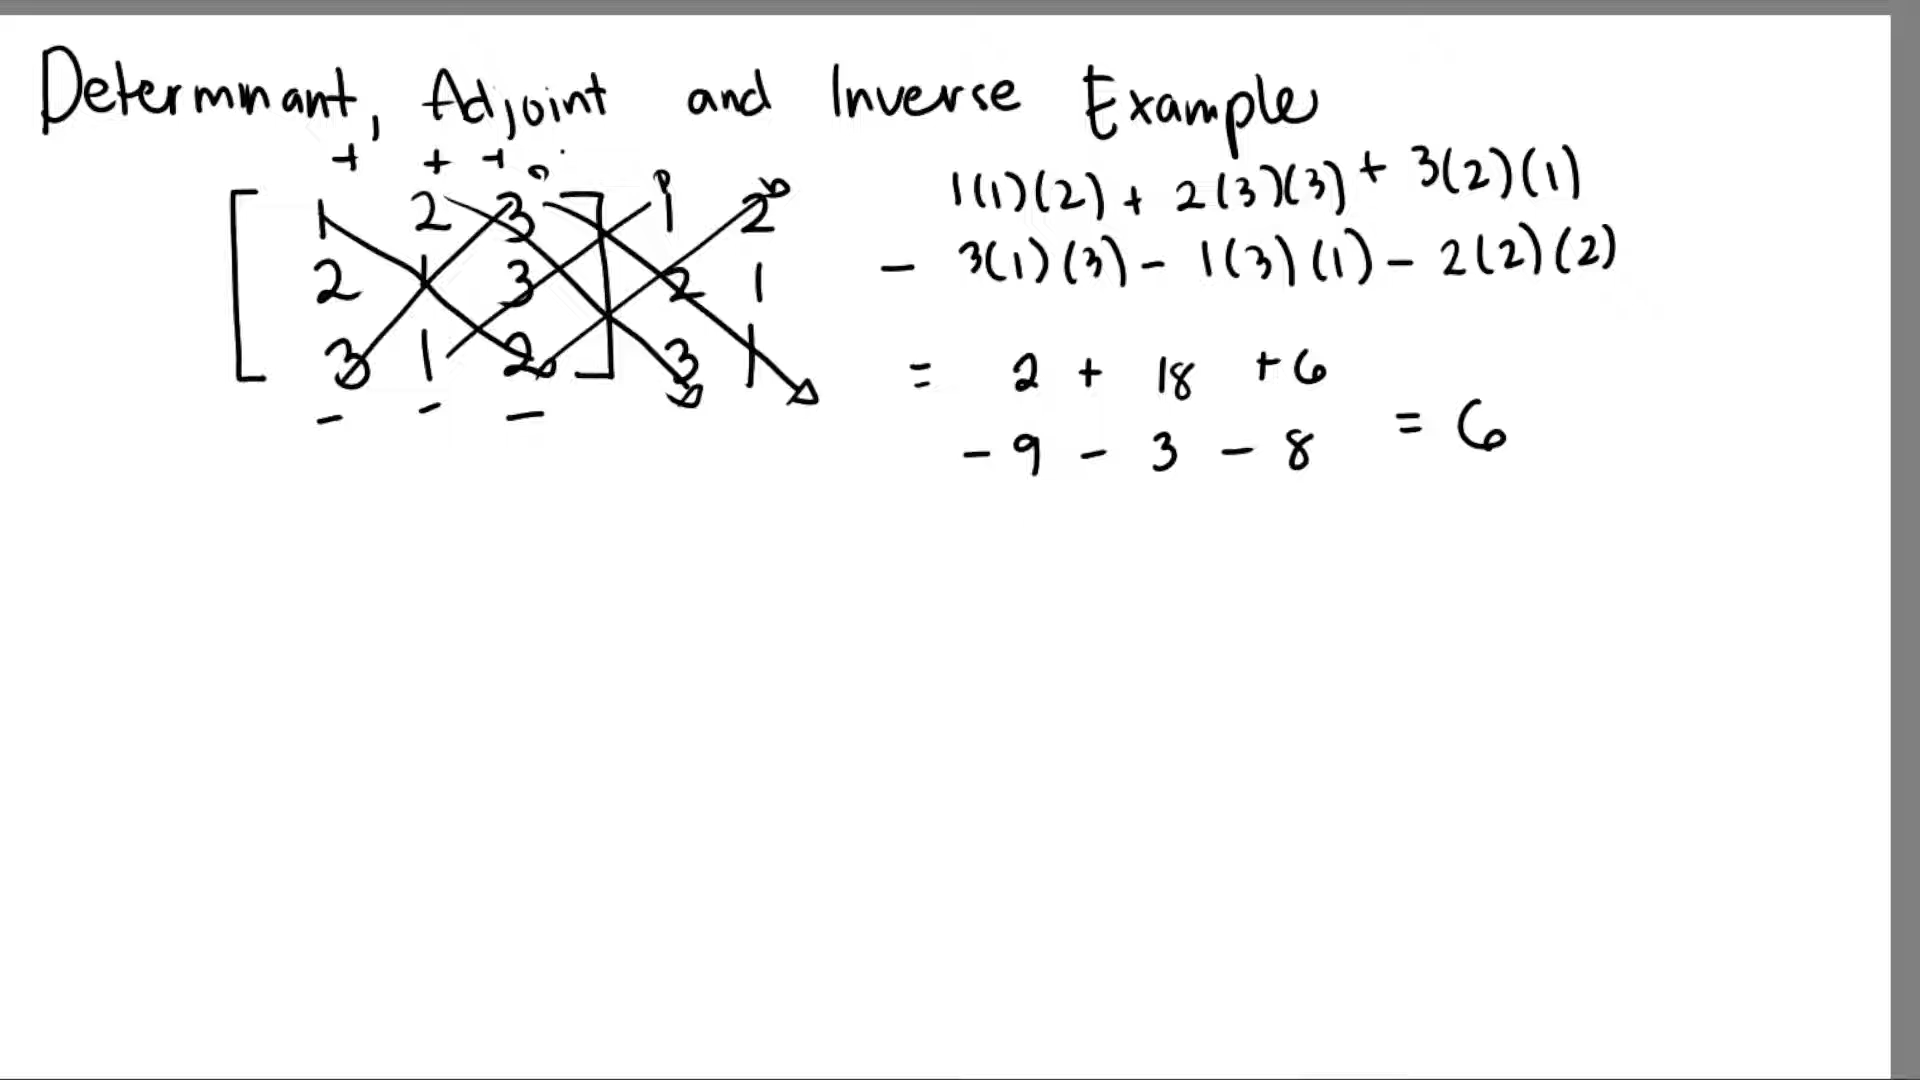 Determinant, Adjoint and Inverse Example
+ + +
1 2 3 1 2
2 1 3 2 1
3 1 2 3 1
- - -
1(1)(2) + 2(3)(3) + 3(2)(1)
- 3(1)(3) - 1(3)(1) - 2(2)(2)
= 2 + 18 + 6
- 9 - 3 - 8 = 6